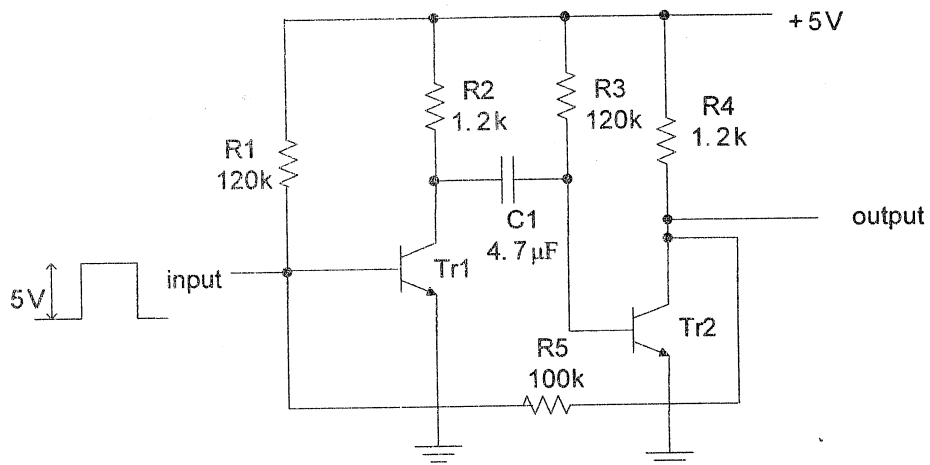 +5V
R2
1.2k
R3
120k
R4
1.2k
R1
120k
C1
4.7µF
output
input
Tr1
5V
Tr2
R5
100k